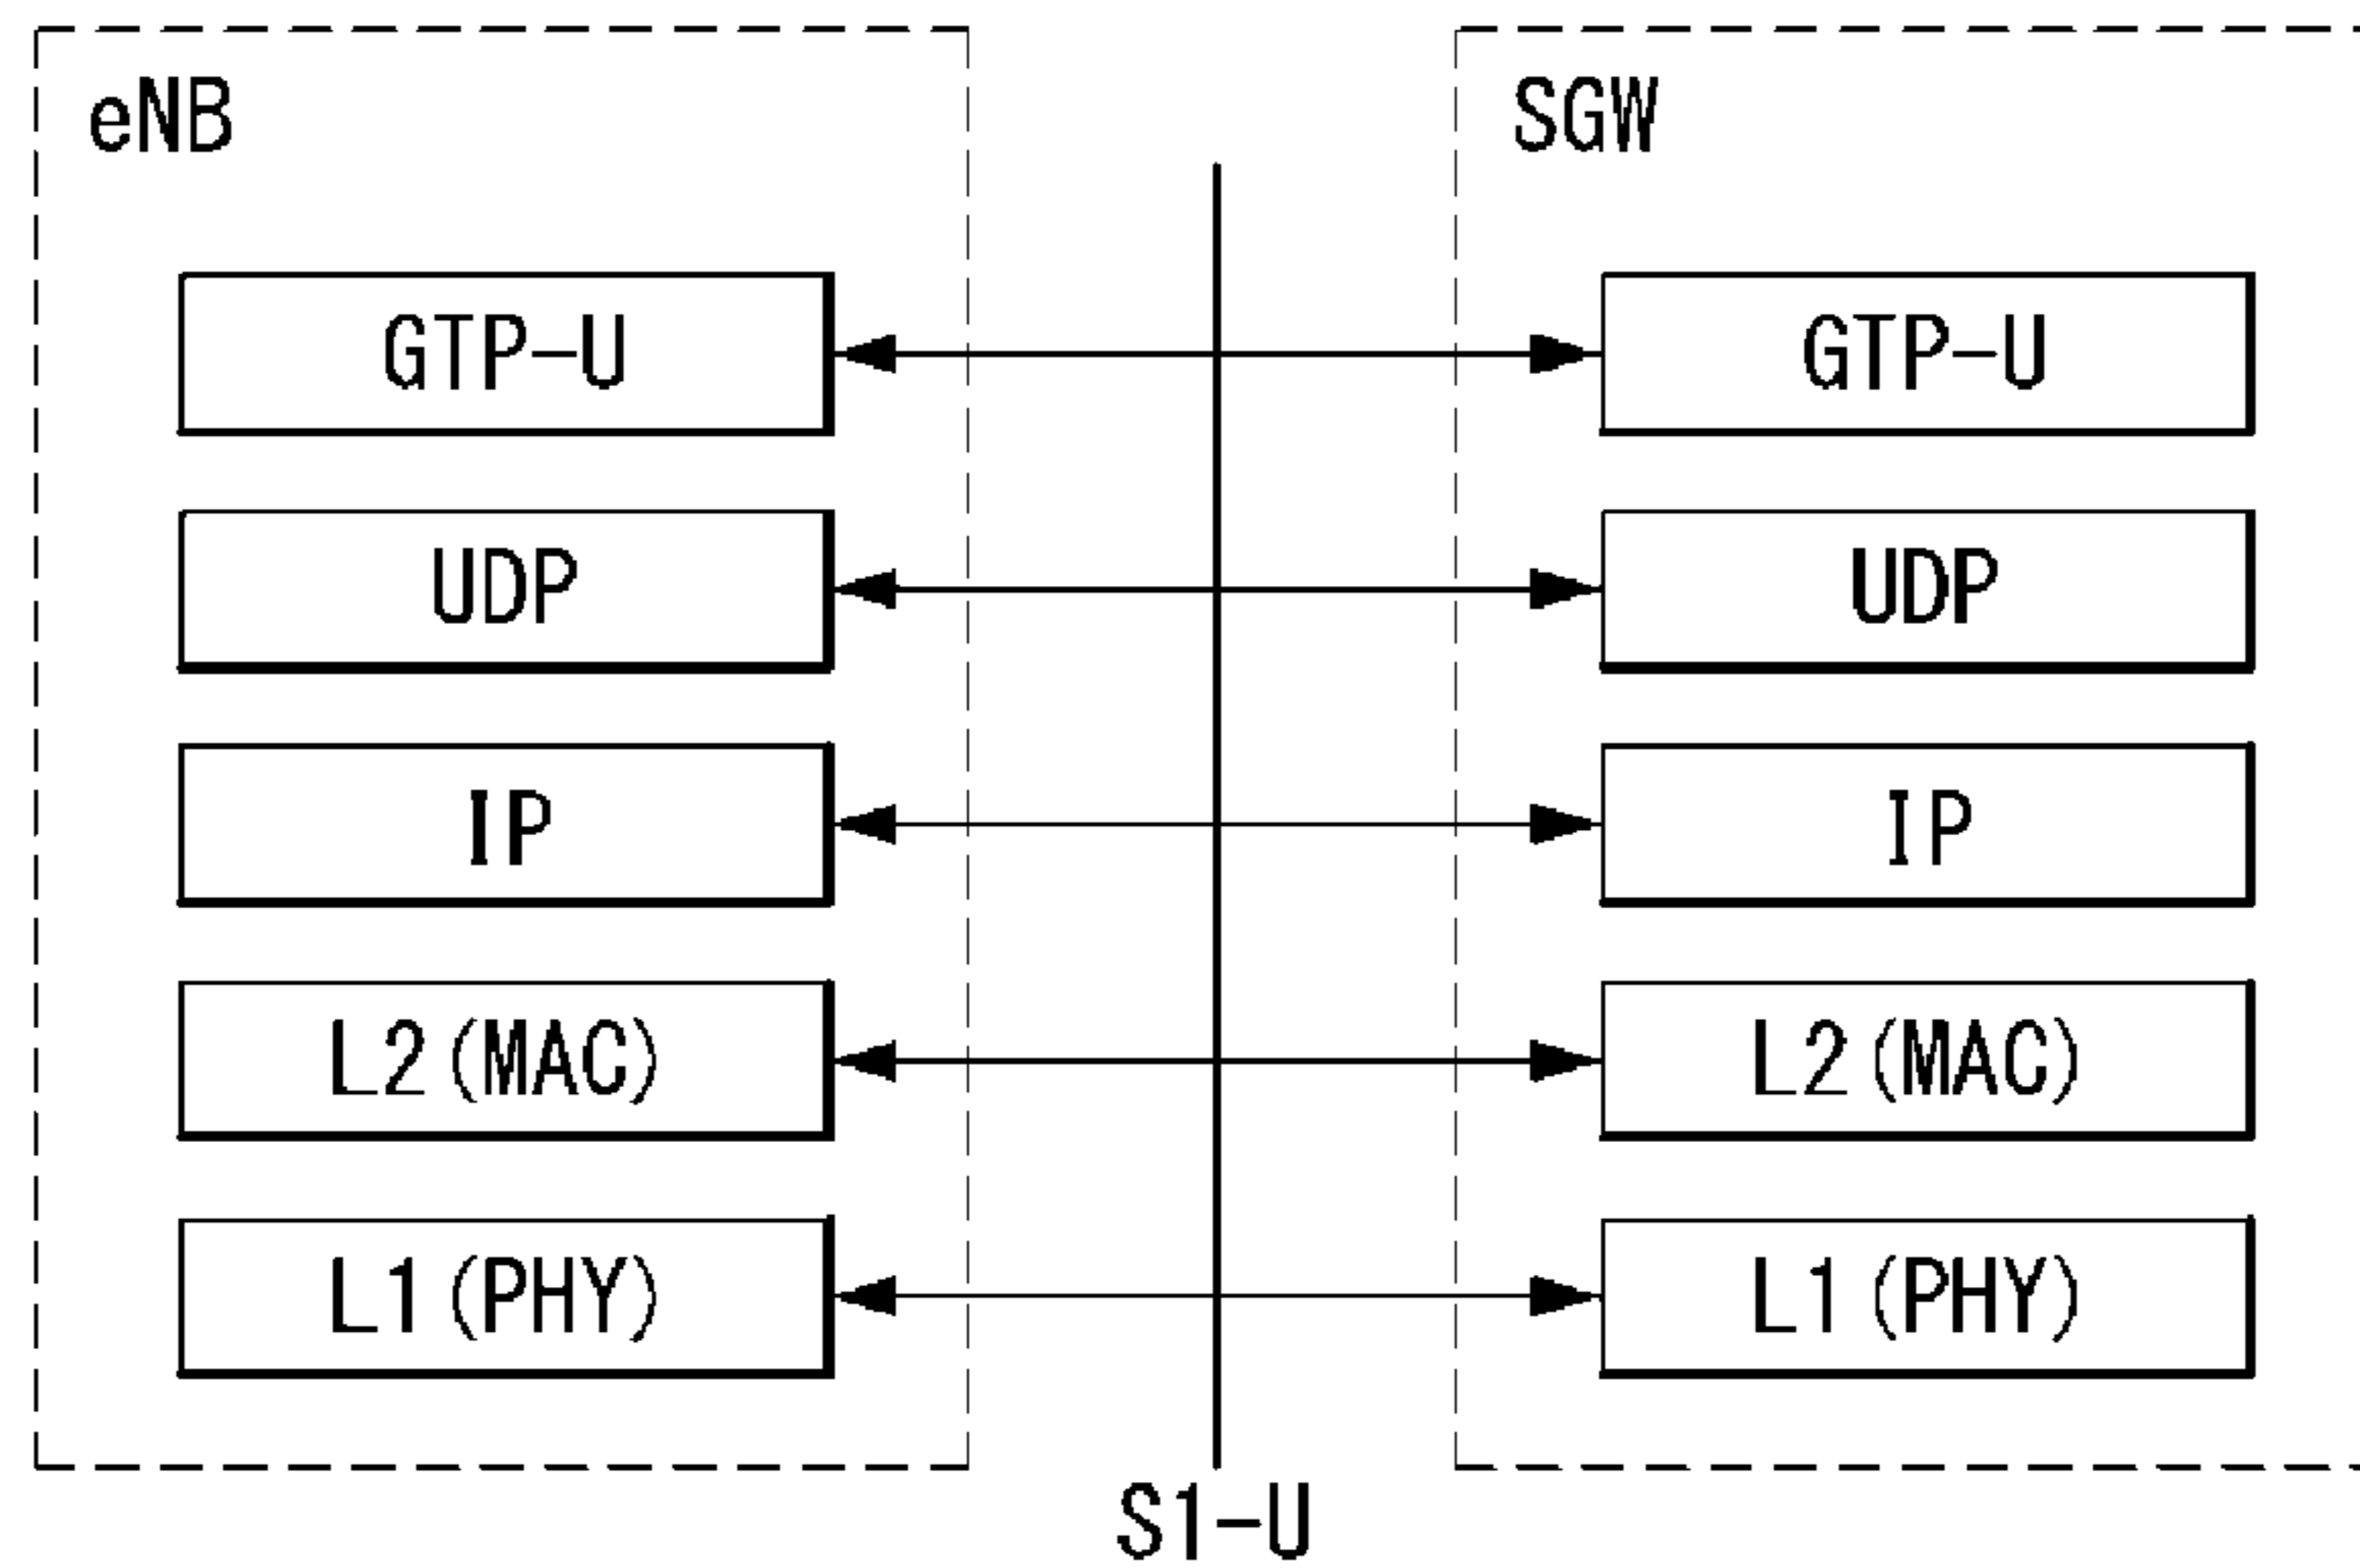 eNB
SGW
GTP-U
GTP-U
UDP
UDP
IP
IP
L2(MAC)
L2(MAC)
L1(PHY)
L1(PHY)
S1-U